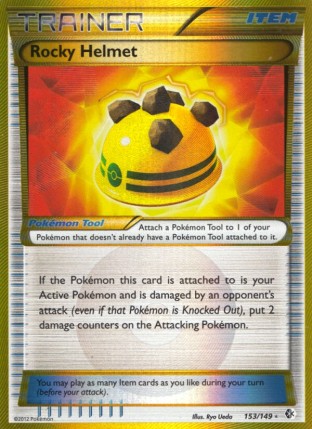 TRAINER
ITEM
Rocky Helmet
Pokémon Tool
Attach a Pokémon Tool to 1 of your
Pokémon that doesn't already have a Pokémon Tool attached to it.
If the Pokémon this card is attached to is your
Active Pokémon and is damaged by an opponent's
attack (even if that Pokémon is Knocked Out), put 2
damage counters on the Attacking Pokémon.
You may play as many Item cards as you like during your turn
(before your attack).
©2012 Pokémon
Illus. Ryo Ueda
153/149